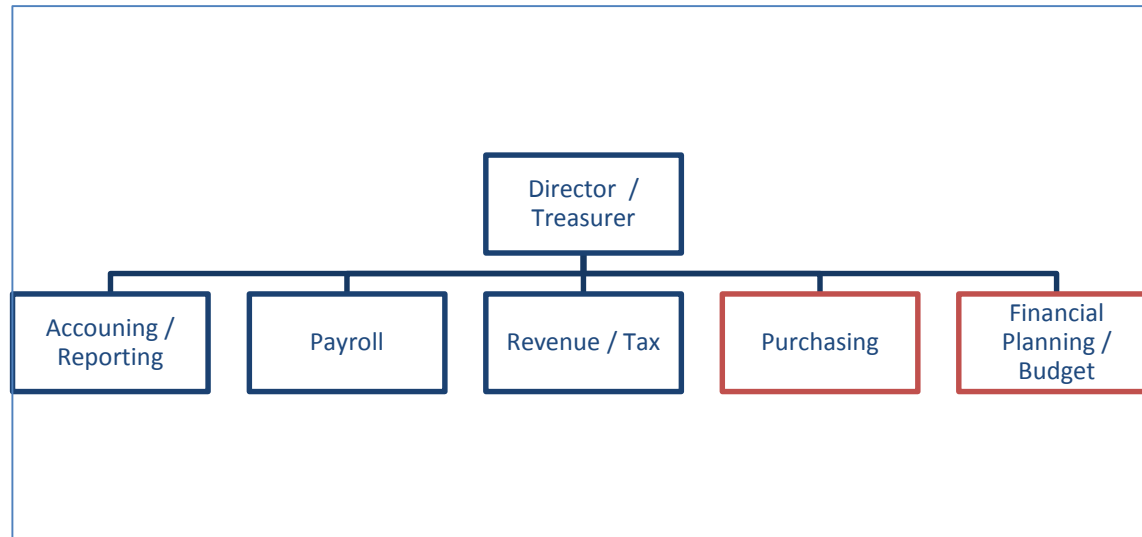 Director /
Treasurer
Accouning /
Reporting
Payroll
Revenue / Tax
Purchasing
Financial
Planning /
Budget